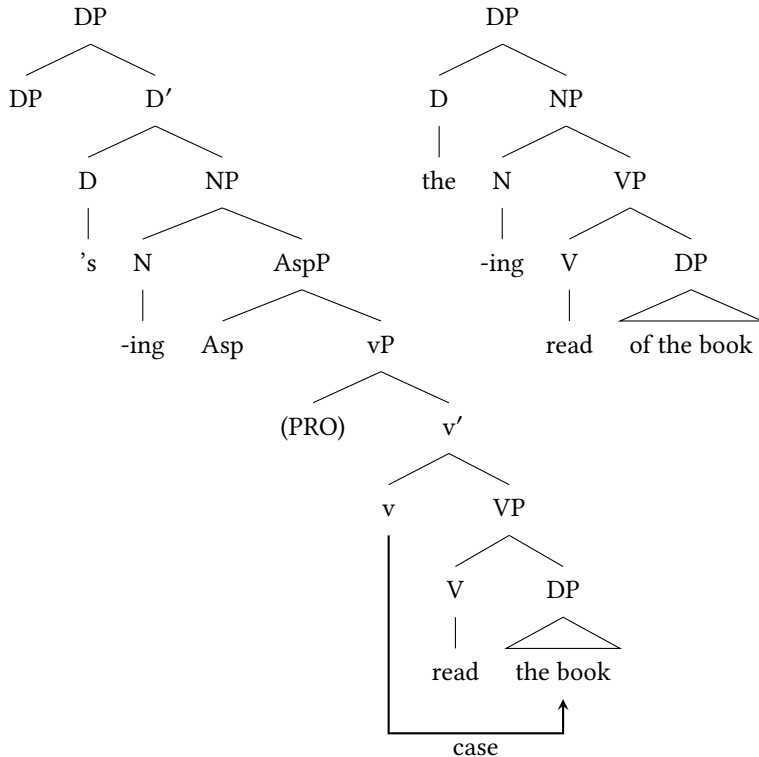 DP
DP D′
D NP
's N AspP
-ing Asp vP
(PRO) v′
v VP
V DP
read the book
case
DP
D NP
the N VP
-ing V DP
read of the book